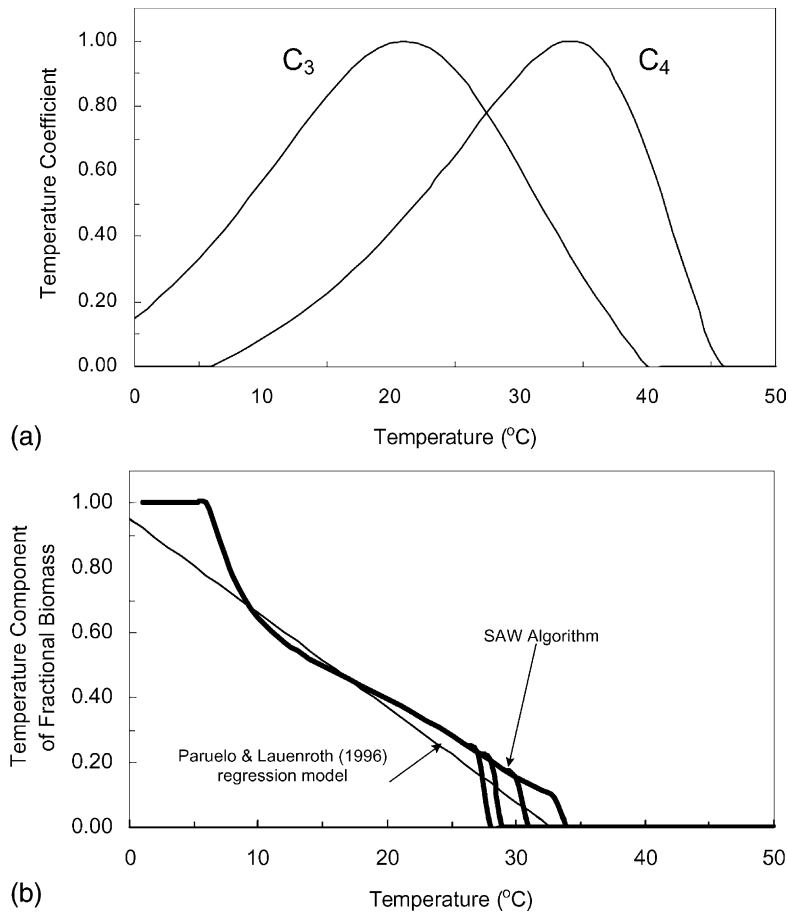 1.00
0.80
0.60
0.40
0.20
0.00
Temperature Coefficient
C3
C4
0 10 20 30 40 50
(a)
Temperature (oC)
1.00
0.80
0.60
0.40
0.20
0.00
Temperature Component
of Fractional Biomass
SAW Algorithm
Paruelo & Lauenroth (1996)
regression model
0 10 20 30 40 50
(b)
Temperature (oC)